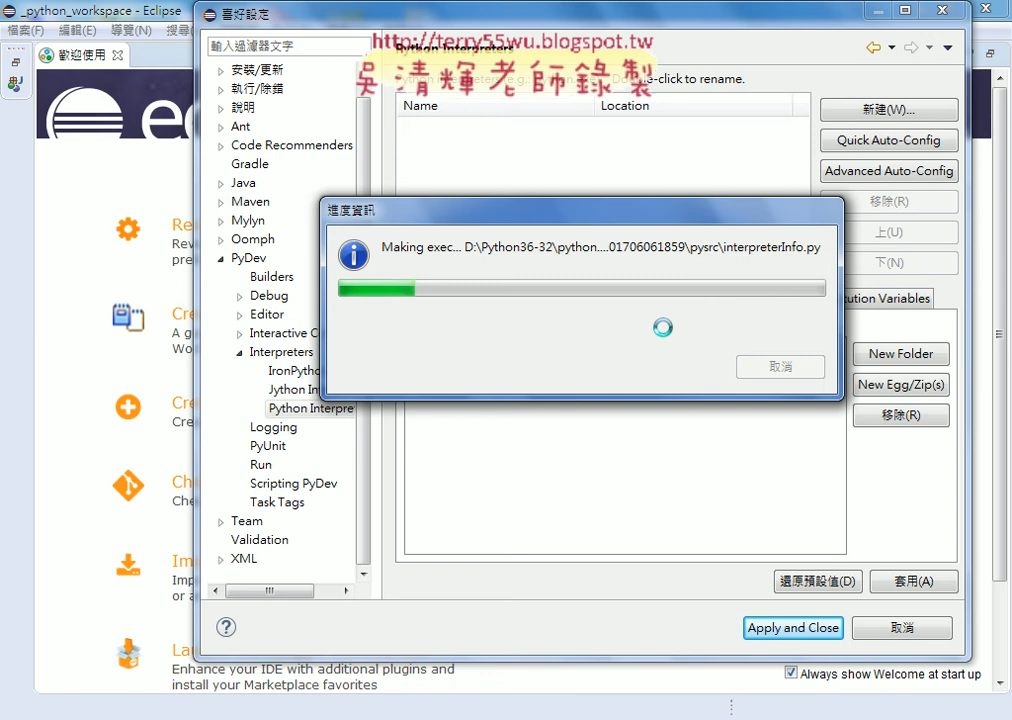 _python_workspace - Eclipse
檔案(F) 編輯(E) 導覽(N) 搜尋
歡迎使用
喜好設定
輸入過濾器文字
http://terry55wu.blogspot.tw
吳清輝老師錄製
Python Interpreters
-click to rename.
Name Location
新建(W)...
Quick Auto-Config
Advanced Auto-Config
移除(R)
上(U)
下(N)
安裝/更新
執行/除錯
說明
Ant
Code Recommenders
Gradle
Java
Maven
Mylyn
Oomph
PyDev
Builders
Debug
Editor
Interactive C
Interpreters
IronPytho
Jython In
Python Interpre
Logging
PyUnit
Run
Scripting PyDev
Task Tags
Team
Validation
XML
進度資訊
Making exec... D:\Python36-32\python....01706061859\pysrc\interpreterInfo.py
取消
cution Variables
New Folder
New Egg/Zip(s)
移除(R)
還原預設值(D) 套用(A)
Apply and Close 取消
Re
Rev
pre
Cre
A g
Wo
Cre
Cre
Che
Che
Im
Imp
or a
La
Enhance your IDE with additional plugins and
install your Marketplace favorites
Always show Welcome at start up